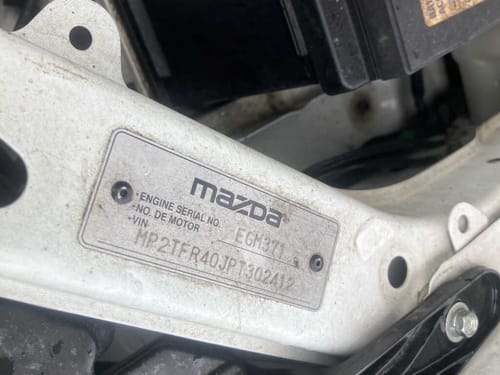 mazda
•ENGINE SERIAL NO.
-NO. DE MOTOR
EGM371
•VIN
MP2TFR40JPT302412